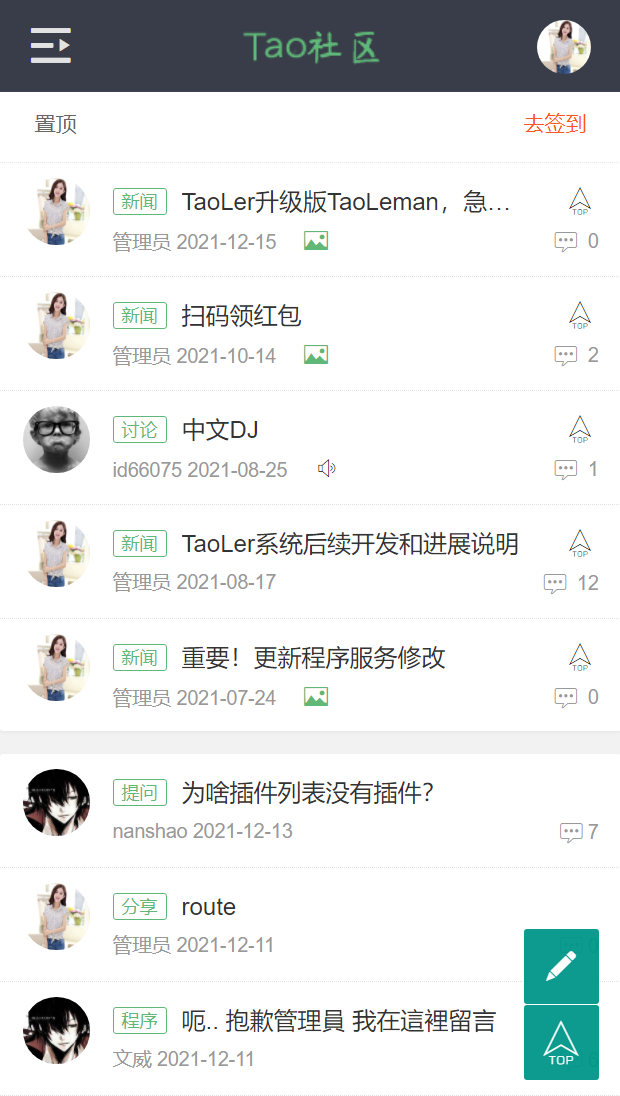 Tao社区
置顶 去签到
新闻 TaoLer升级版TaoLeman，急... TOP
管理员 2021-12-15 0
新闻 扫码领红包 TOP
管理员 2021-10-14 2
讨论 中文DJ TOP
id66075 2021-08-25 1
新闻 TaoLer系统后续开发和进展说明 TOP
管理员 2021-08-17 12
新闻 重要！更新程序服务修改 TOP
管理员 2021-07-24 0
提问 为啥插件列表没有插件？
nanshao 2021-12-13 7
分享 route
管理员 2021-12-11
程序 呃.. 抱歉管理員 我在這裡留言
文威 2021-12-11
TOP